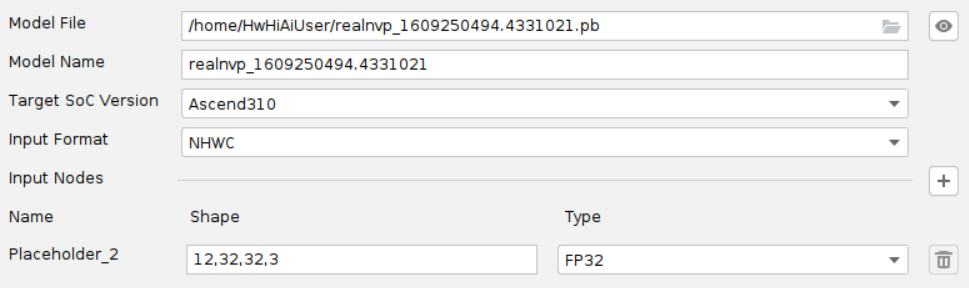 Model File /home/HwHiAiUser/realnvp_1609250494.4331021.pb
Model Name realnvp_1609250494.4331021
Target SoC Version Ascend310
Input Format NHWC
Input Nodes
Name Shape Type
Placeholder_2 12,32,32,3 FP32